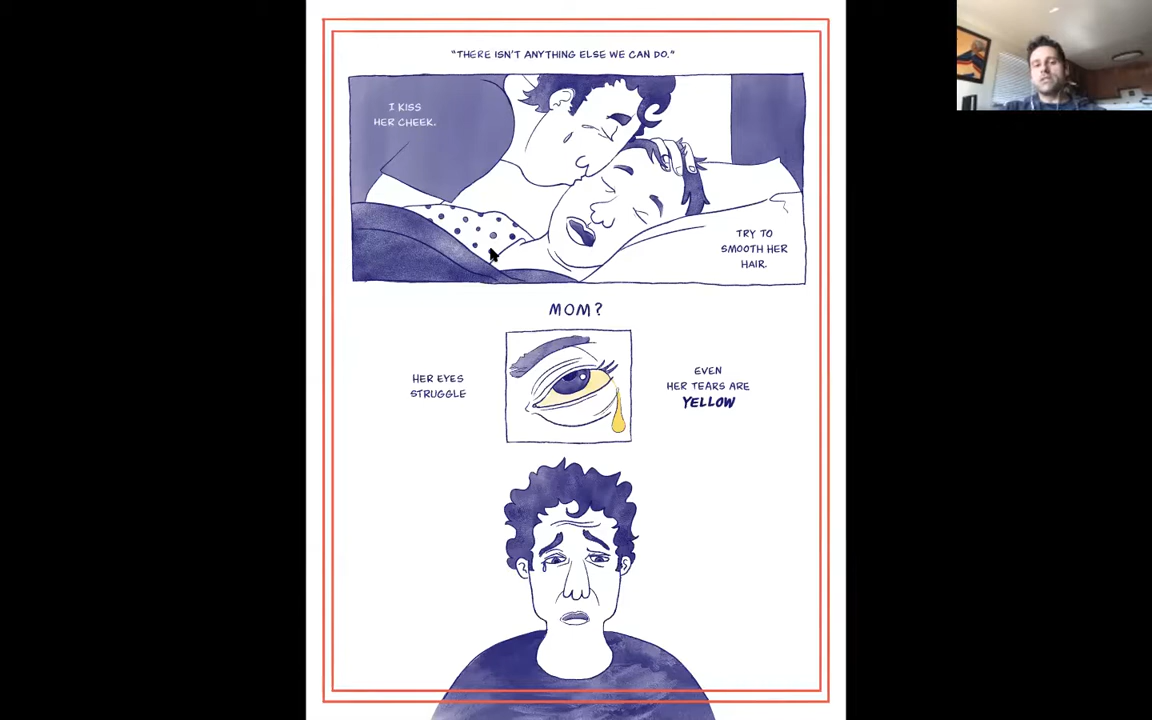 "THERE ISN'T ANYTHING ELSE WE CAN DO."
I KISS
HER CHEEK.
TRY TO
SMOOTH HER
HAIR.
MOM?
HER EYES
STRUGGLE
EVEN
HER TEARS ARE
YELLOW